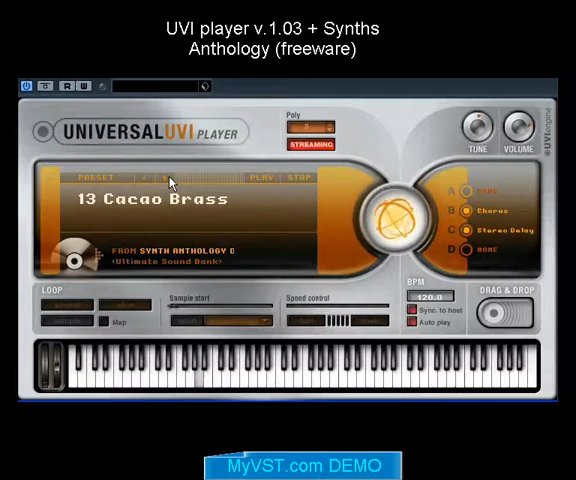 UVI player v.1.03 + Synths
Anthology (freeware)
R W
UNIVERSALUVI PLAYER
Poly
STREAMING
TUNE
VOLUME
UVIengine
PRESET
PLAY STOP
13 Cacao Brass
FROM SYNTH ANTHOLOGY D
(Ultimate Sound Bank)
A
B Chorus
C Stereo Delay
D NONE
LOOP
Map
Sample start
Speed control
BPM
120.0
Sync. to host
Auto play
DRAG & DROP
MyVST.com DEMO